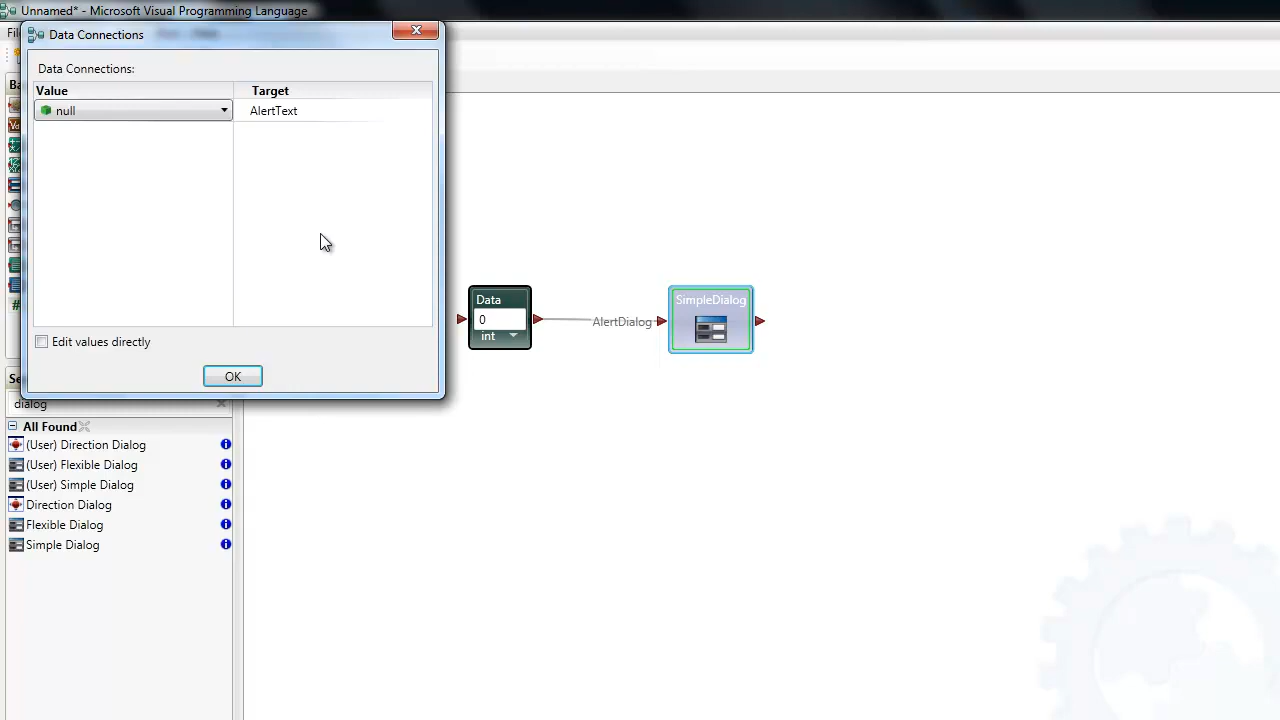 Unnamed* - Microsoft Visual Programming Language
Data Connections
Data Connections:
Value Target
null AlertText
Edit values directly
OK
Data
0
int
AlertDialog
SimpleDialog
dialog
All Found
(User) Direction Dialog
(User) Flexible Dialog
(User) Simple Dialog
Direction Dialog
Flexible Dialog
Simple Dialog